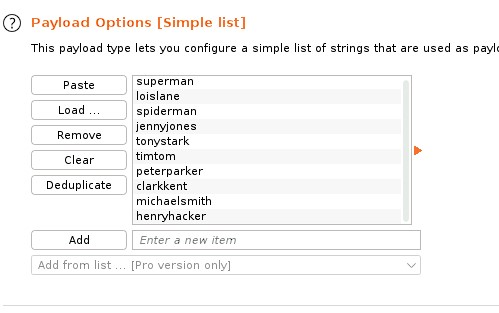 ? Payload Options [Simple list]
This payload type lets you configure a simple list of strings that are used as
Paste
Load ...
Remove
Clear
Deduplicate
superman
loislane
spiderman
jennyjones
tonystark
timtom
peterparker
clarkkent
michaelsmith
henryhacker
Add
Enter a new item
Add from list ... [Pro version only]